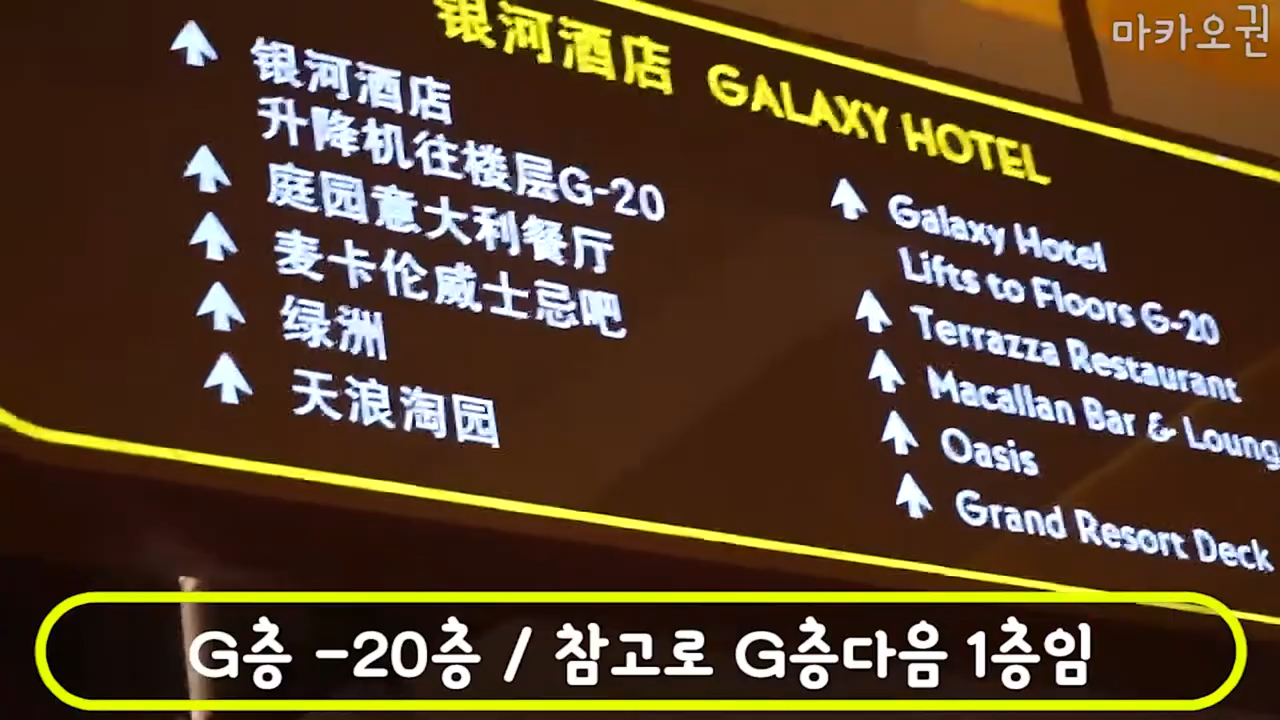 마카오권
银河酒店 GALAXY HOTEL
银河酒店
升降机往楼层G-20
庭园意大利餐厅
麦卡伦威士忌吧
绿洲
天浪淘园
Galaxy Hotel
Lifts to Floors G-20
Terrazza Restaurant
Macallan Bar & Loung
Oasis
Grand Resort Deck
G층 -20층 / 참고로 G층다음 1층임